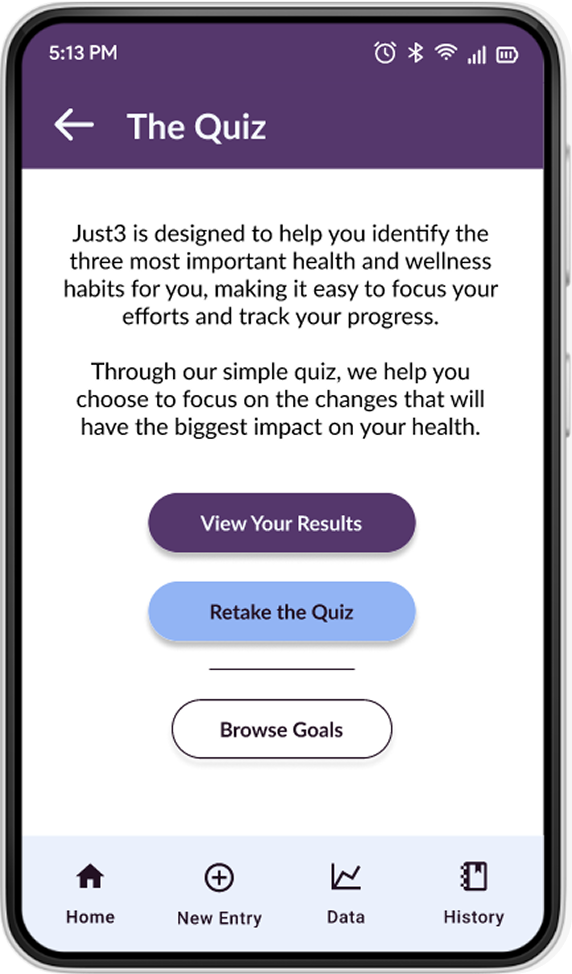 5:13 PM
The Quiz
Just3 is designed to help you identify the
three most important health and wellness
habits for you, making it easy to focus your
efforts and track your progress.
Through our simple quiz, we help you
choose to focus on the changes that will
have the biggest impact on your health.
View Your Results
Retake the Quiz
Browse Goals
Home
New Entry
Data
History